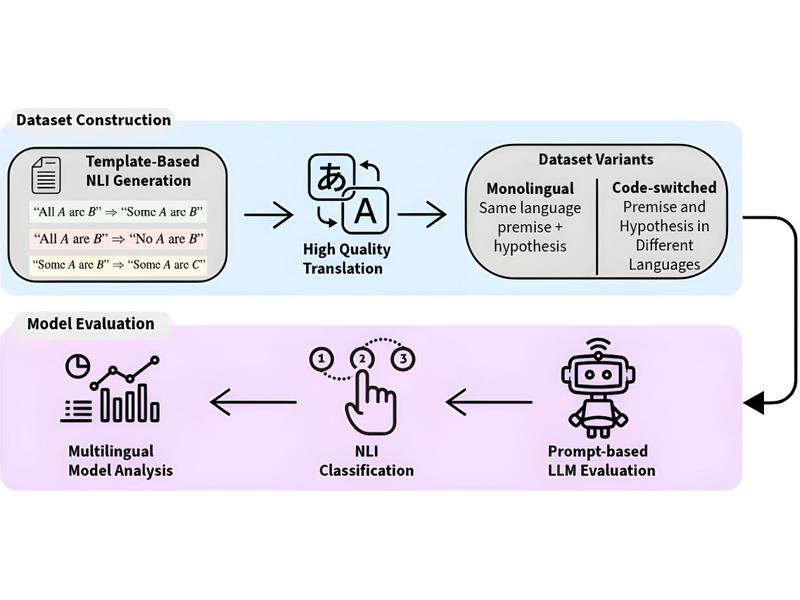 Dataset Construction
Template-Based
NLI Generation
“All A are B” ⇒ “Some A are B”
“All A are B” ⇒ “No A are B”
“Some A are B” ⇒ “Some A are C”
あ
A
High Quality
Translation
Dataset Variants
Monolingual
Same language
premise +
hypothesis
Code-switched
Premise and
Hypothesis in
Different
Languages
Model Evaluation
Multilingual
Model Analysis
1 2 3
NLI
Classification
Prompt-based
LLM Evaluation